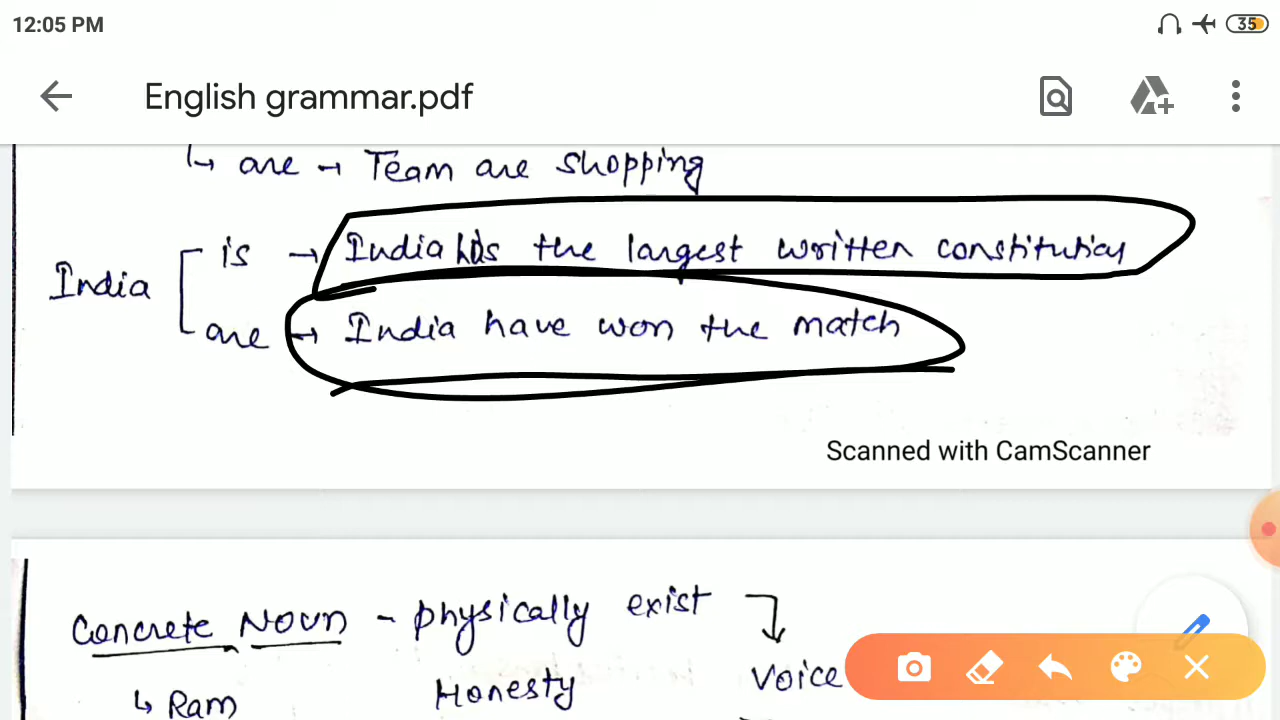 12:05 PM
35
English grammar.pdf
↳ are → Team are shopping
is → India his the largest written constitution
India
are → India have won the match
Scanned with CamScanner
Concrete Noun - physically exist
Voice
↳ Ram Honesty